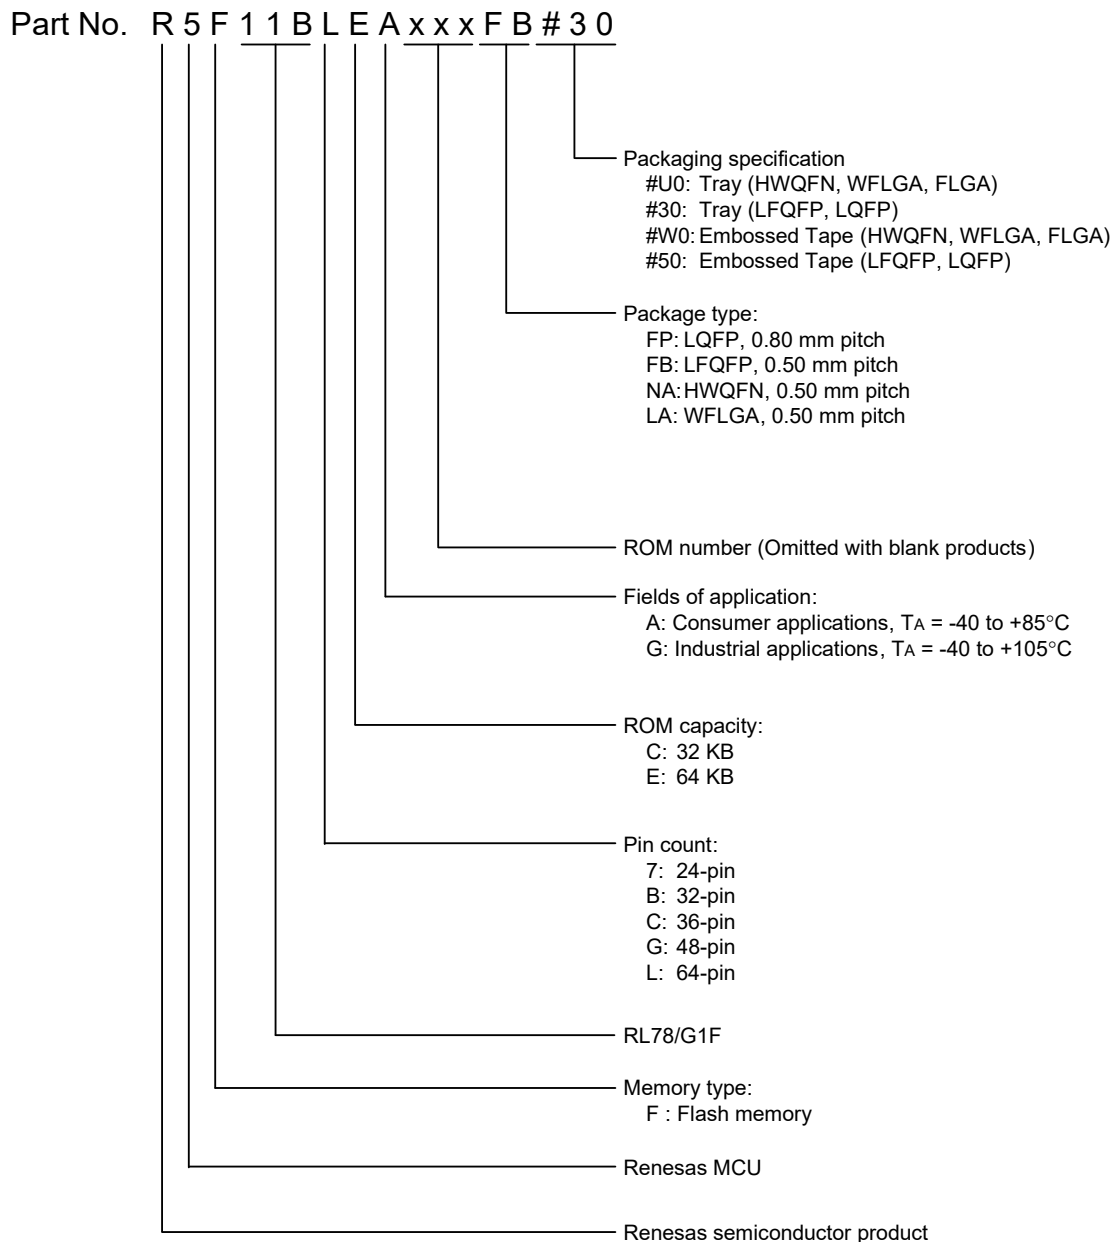 Part No. R 5 F 1 1 B L E A x x x F B # 3 0
Packaging specification
#U0: Tray (HWQFN, WFLGA, FLGA)
#30: Tray (LFQFP, LQFP)
#W0: Embossed Tape (HWQFN, WFLGA, FLGA)
#50: Embossed Tape (LFQFP, LQFP)
Package type:
FP: LQFP, 0.80 mm pitch
FB: LFQFP, 0.50 mm pitch
NA: HWQFN, 0.50 mm pitch
LA: WFLGA, 0.50 mm pitch
ROM number (Omitted with blank products)
Fields of application:
A: Consumer applications, TA = -40 to +85°C
G: Industrial applications, TA = -40 to +105°C
ROM capacity:
C: 32 KB
E: 64 KB
Pin count:
7: 24-pin
B: 32-pin
C: 36-pin
G: 48-pin
L: 64-pin
RL78/G1F
Memory type:
F : Flash memory
Renesas MCU
Renesas semiconductor product